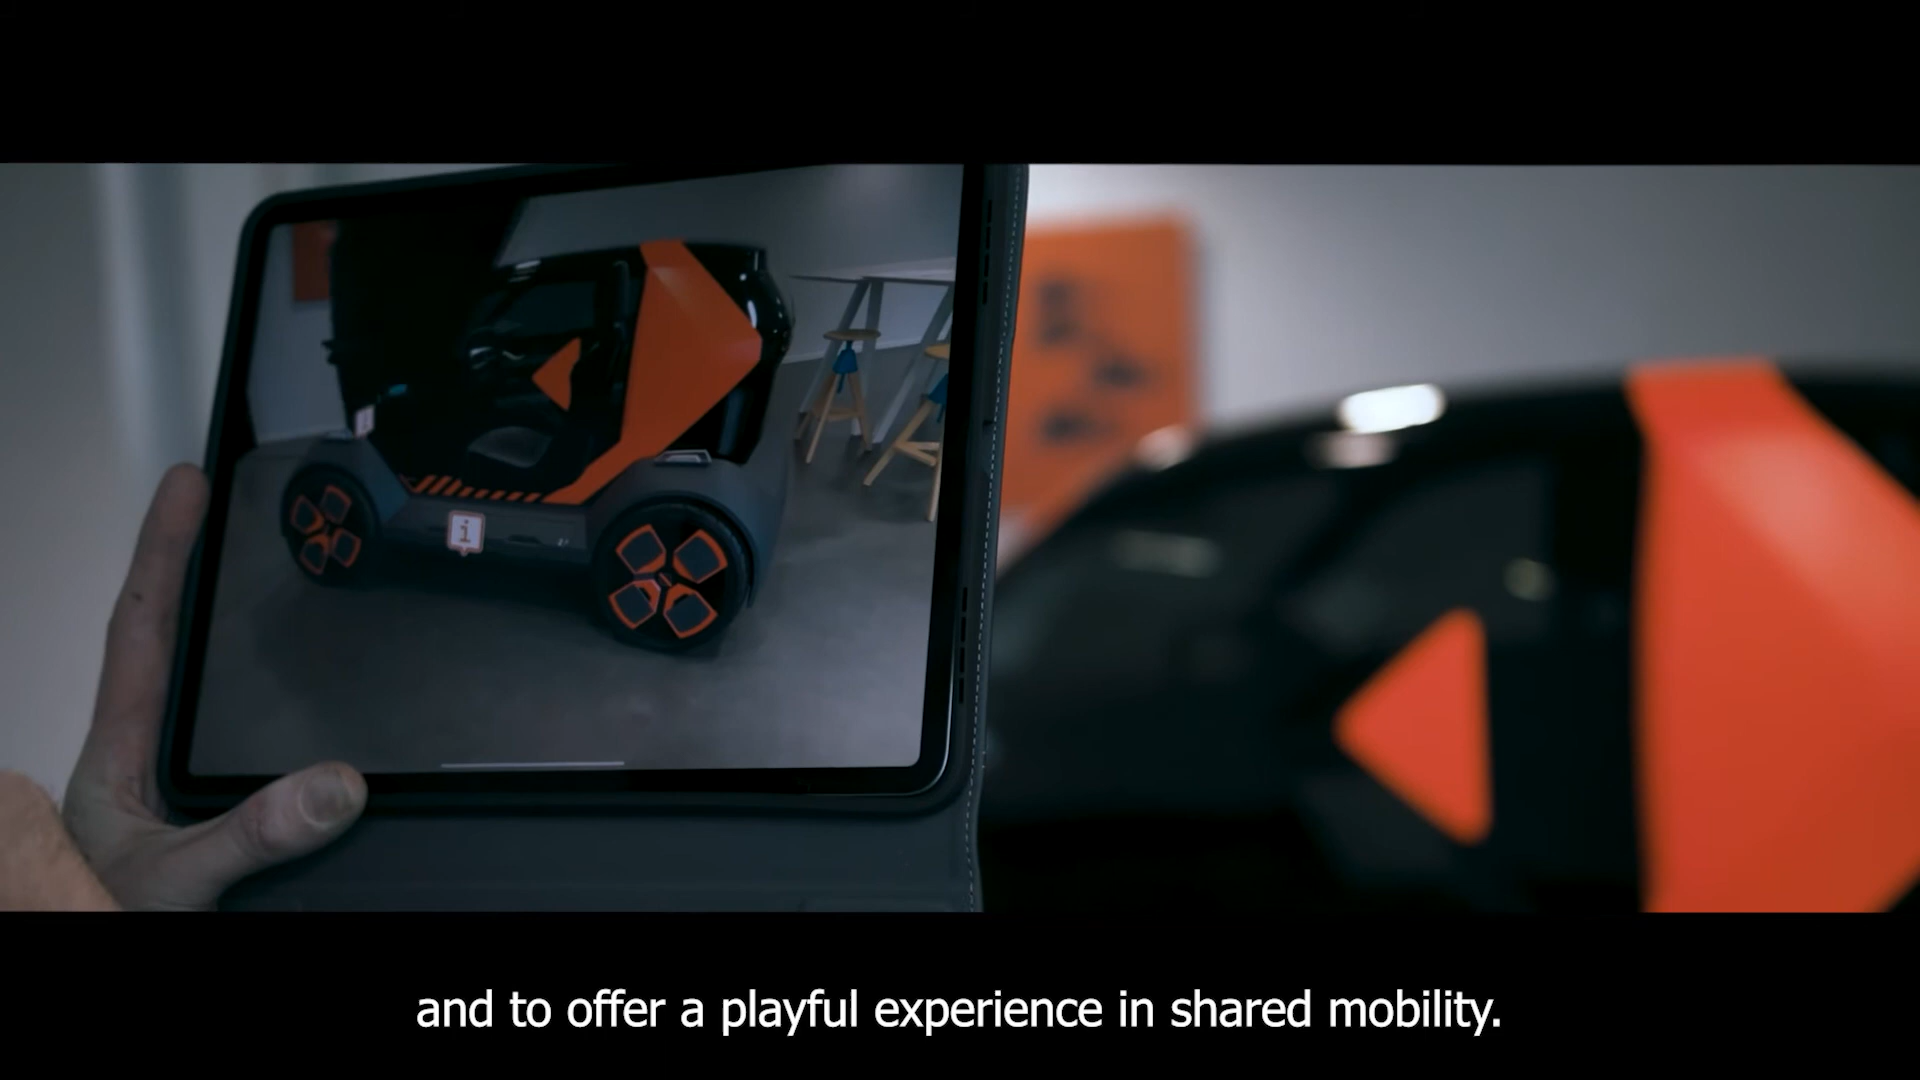 i
i
and to offer a playful experience in shared mobility.